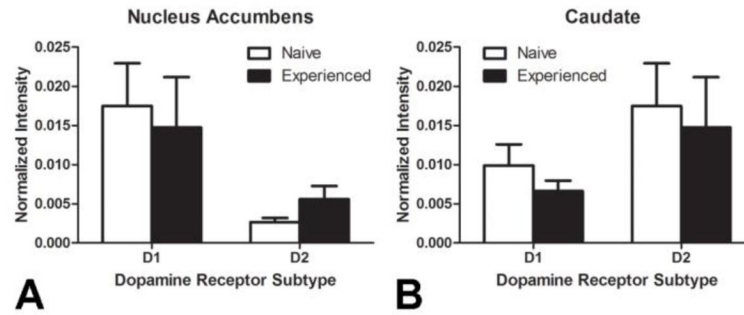 Nucleus Accumbens
Normalized Intensity
0.025
0.020
0.015
0.010
0.005
0.000
Naive
Experienced
D1 D2
Dopamine Receptor Subtype
A
Caudate
Normalized Intensity
0.025
0.020
0.015
0.010
0.005
0.000
Naive
Experienced
D1 D2
Dopamine Receptor Subtype
B